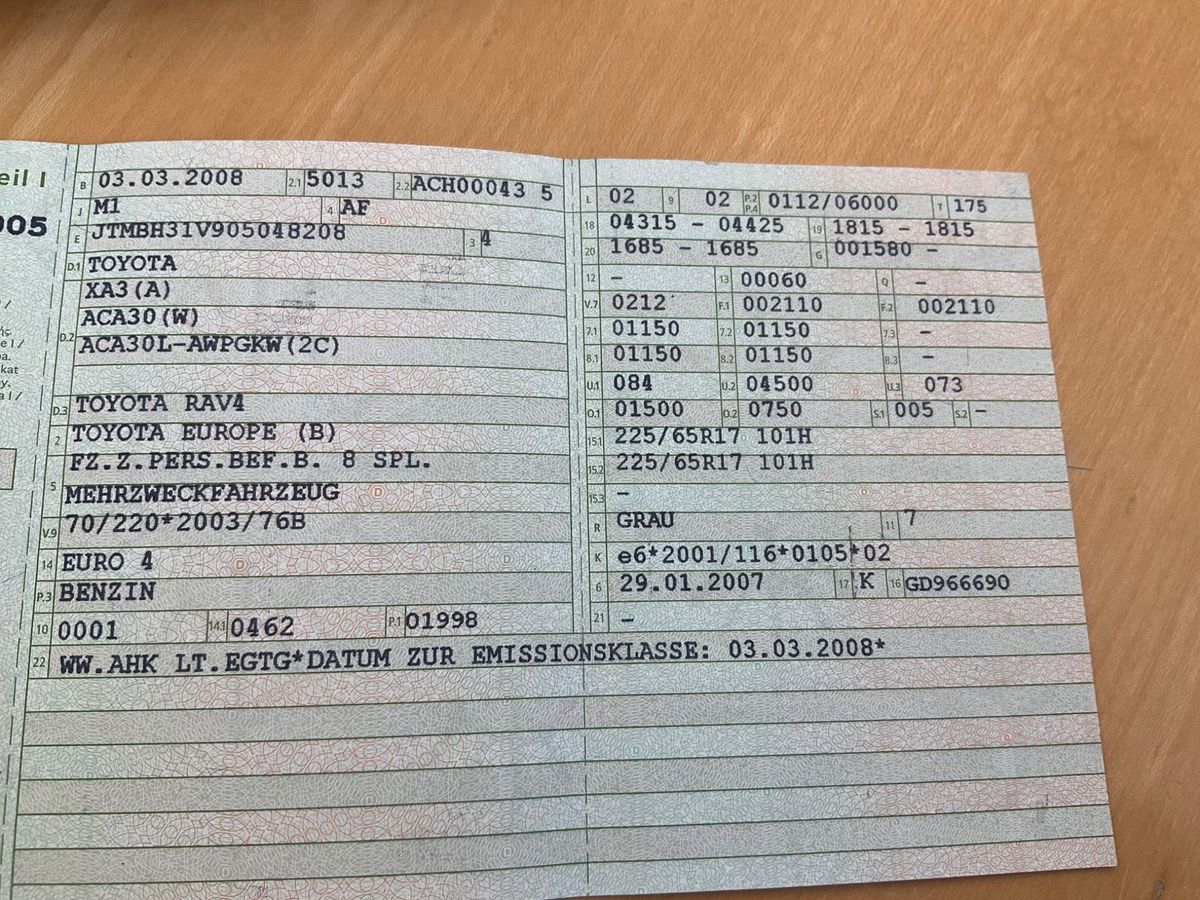 eil I
005
B 03.03.2008 2.1 5013 2.2 ACH00043 5
J M1 4 AF
E JTMBH31V905048208 3 4
D.1 TOYOTA
XA3(A)
D.2 ACA30(W)
ACA30L-AWPGKW(2C)
D.3 TOYOTA RAV4
2 TOYOTA EUROPE (B)
5 FZ.Z.PERS.BEF.B. 8 SPL.
MEHRZWECKFAHRZEUG
V.9 70/220*2003/76B
14 EURO 4
P.3 BENZIN
10 0001 14.1 0462 P.1 01998
L 02 9 02 P.2 P.4 0112/06000 T 175
18 04315 - 04425 19 1815 - 1815
20 1685 - 1685 G 001580 -
12 - 13 00060 Q -
V.7 0212 F.1 002110 F.2 002110
7.1 01150 7.2 01150 7.3 -
8.1 01150 8.2 01150 8.3 -
U.1 084 U.2 04500 U.3 073
O.1 01500 O.2 0750 S.1 005 S.2 -
15.1 225/65R17 101H
15.2 225/65R17 101H
15.3 -
R GRAU 11 7
K e6*2001/116*0105*02
6 29.01.2007 17 K 16 GD966690
21 -
22 WW.AHK LT.EGTG*DATUM ZUR EMISSIONSKLASSE: 03.03.2008*